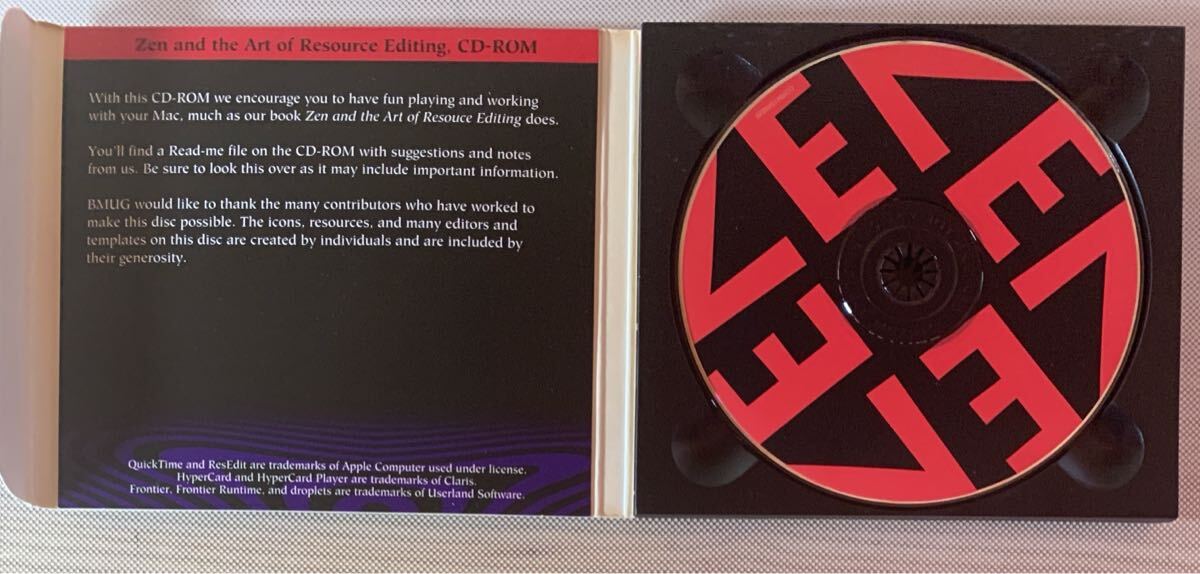 Zen and the Art of Resource Editing, CD-ROM
With this CD-ROM we encourage you to have fun playing and working
with your Mac, much as our book Zen and the Art of Resouce Editing does.
You'll find a Read-me file on the CD-ROM with suggestions and notes
from us. Be sure to look this over as it may include important information.
BMUG would like to thank the many contributors who have worked to
make this disc possible. The icons, resources, and many editors and
templates on this disc are created by individuals and are included by
their generosity.
QuickTime and ResEdit are trademarks of Apple Computer used under license.
HyperCard and HyperCard Player are trademarks of Claris.
Frontier, Frontier Runtime, and droplets are trademarks of Userland Software.